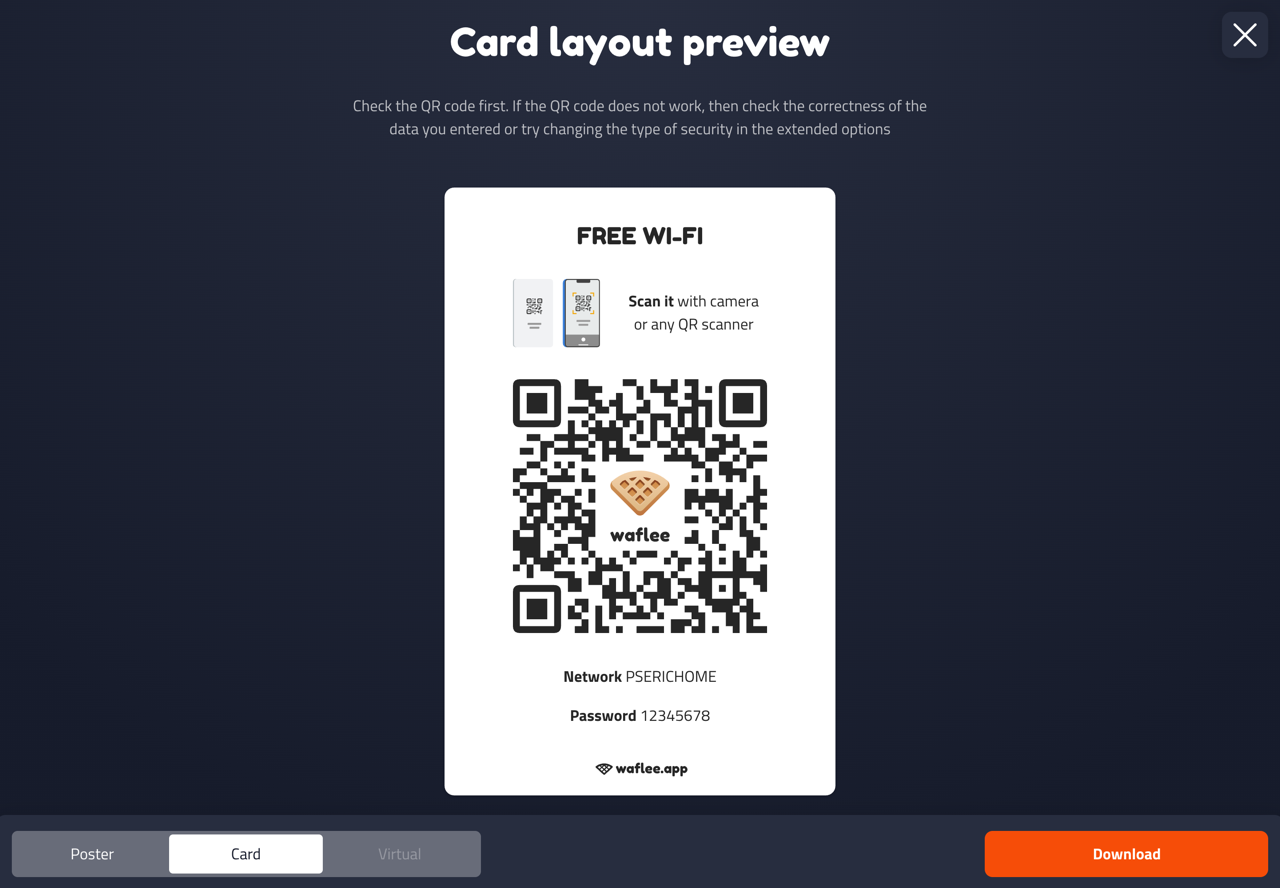 Card layout preview
Check the QR code first. If the QR code does not work, then check the correctness of the
data you entered or try changing the type of security in the extended options
FREE WI-FI
Scan it with camera
or any QR scanner
waflee
Network PSERICHOME
Password 12345678
waflee.app
Poster
Card
Virtual
Download